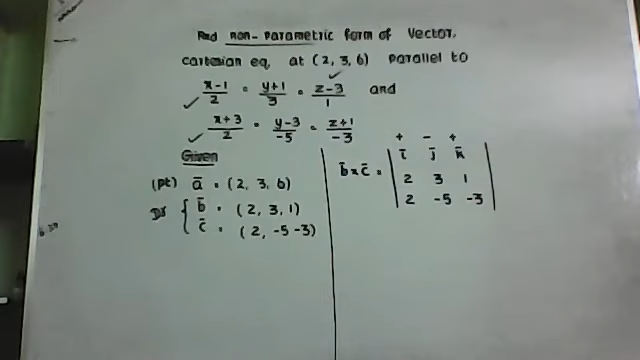 Find non-parametric form of Vector,
cartesian eq. at (2, 3, 6) parallel to
x-1/2 = y+1/3 = z-3/1 and
x+3/2 = y-3/-5 = z+1/-3
Given
(pt) a̅ = (2, 3, 6)
Dr { b̅ = (2, 3, 1)
c̅ = (2, -5 -3)
+ - +
b̅ × c̅ = | i̅ j̅ k̅ |
| 2 3 1 |
| 2 -5 -3 |